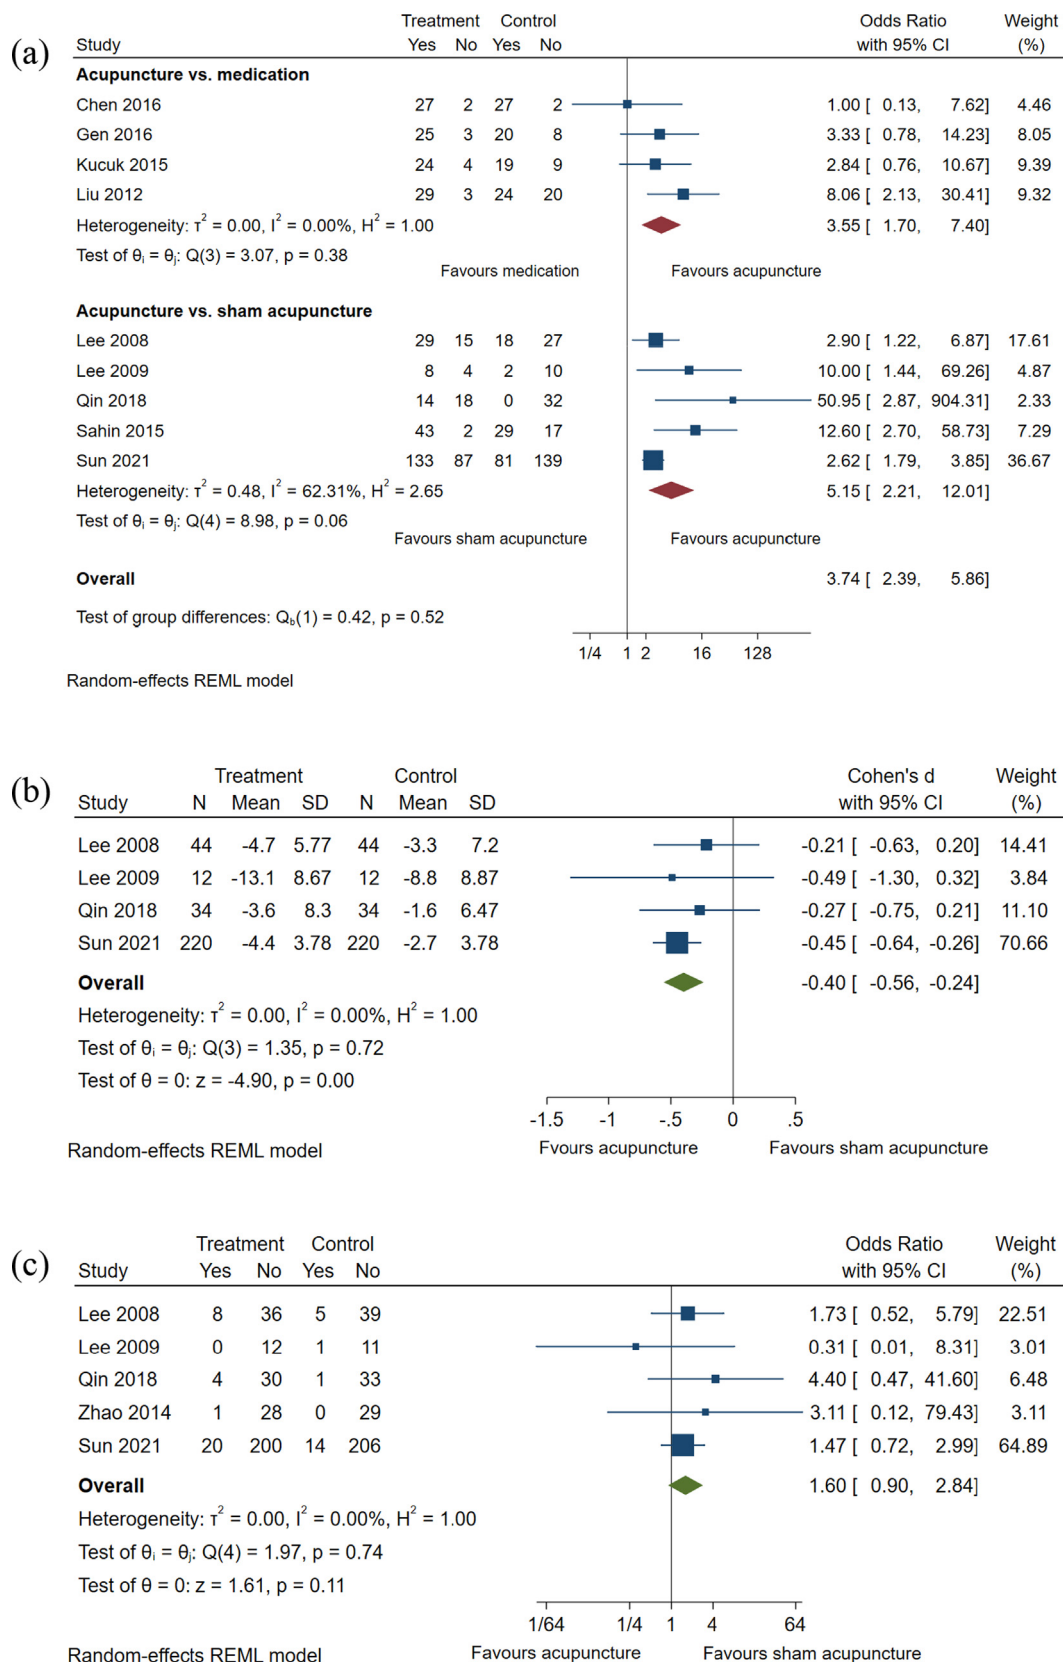 (a)
Treatment Control Odds Ratio Weight
Study Yes No Yes No with 95% CI (%)
Acupuncture vs. medication
Chen 2016 27 2 27 2 1.00 [ 0.13, 7.62] 4.46
Gen 2016 25 3 20 8 3.33 [ 0.78, 14.23] 8.05
Kucuk 2015 24 4 19 9 2.84 [ 0.76, 10.67] 9.39
Liu 2012 29 3 24 20 8.06 [ 2.13, 30.41] 9.32
Heterogeneity: τ² = 0.00, I² = 0.00%, H² = 1.00 3.55 [ 1.70, 7.40]
Test of θᵢ = θⱼ: Q(3) = 3.07, p = 0.38
Favours medication Favours acupuncture
Acupuncture vs. sham acupuncture
Lee 2008 29 15 18 27 2.90 [ 1.22, 6.87] 17.61
Lee 2009 8 4 2 10 10.00 [ 1.44, 69.26] 4.87
Qin 2018 14 18 0 32 50.95 [ 2.87, 904.31] 2.33
Sahin 2015 43 2 29 17 12.60 [ 2.70, 58.73] 7.29
Sun 2021 133 87 81 139 2.62 [ 1.79, 3.85] 36.67
Heterogeneity: τ² = 0.48, I² = 62.31%, H² = 2.65 5.15 [ 2.21, 12.01]
Test of θᵢ = θⱼ: Q(4) = 8.98, p = 0.06
Favours sham acupuncture Favours acupuncture
Overall 3.74 [ 2.39, 5.86]
Test of group differences: Q_b(1) = 0.42, p = 0.52
1/4 1 2 16 128
Random-effects REML model
(b)
Treatment Control Cohen's d Weight
Study N Mean SD N Mean SD with 95% CI (%)
Lee 2008 44 -4.7 5.77 44 -3.3 7.2 -0.21 [ -0.63, 0.20] 14.41
Lee 2009 12 -13.1 8.67 12 -8.8 8.87 -0.49 [ -1.30, 0.32] 3.84
Qin 2018 34 -3.6 8.3 34 -1.6 6.47 -0.27 [ -0.75, 0.21] 11.10
Sun 2021 220 -4.4 3.78 220 -2.7 3.78 -0.45 [ -0.64, -0.26] 70.66
Overall -0.40 [ -0.56, -0.24]
Heterogeneity: τ² = 0.00, I² = 0.00%, H² = 1.00
Test of θᵢ = θⱼ: Q(3) = 1.35, p = 0.72
Test of θ = 0: z = -4.90, p = 0.00
-1.5 -1 -.5 0 .5
Random-effects REML model Fvours acupuncture Favours sham acupuncture
(c)
Treatment Control Odds Ratio Weight
Study Yes No Yes No with 95% CI (%)
Lee 2008 8 36 5 39 1.73 [ 0.52, 5.79] 22.51
Lee 2009 0 12 1 11 0.31 [ 0.01, 8.31] 3.01
Qin 2018 4 30 1 33 4.40 [ 0.47, 41.60] 6.48
Zhao 2014 1 28 0 29 3.11 [ 0.12, 79.43] 3.11
Sun 2021 20 200 14 206 1.47 [ 0.72, 2.99] 64.89
Overall 1.60 [ 0.90, 2.84]
Heterogeneity: τ² = 0.00, I² = 0.00%, H² = 1.00
Test of θᵢ = θⱼ: Q(4) = 1.97, p = 0.74
Test of θ = 0: z = 1.61, p = 0.11
1/64 1/4 1 4 64
Random-effects REML model Favours acupuncture Favours sham acupuncture